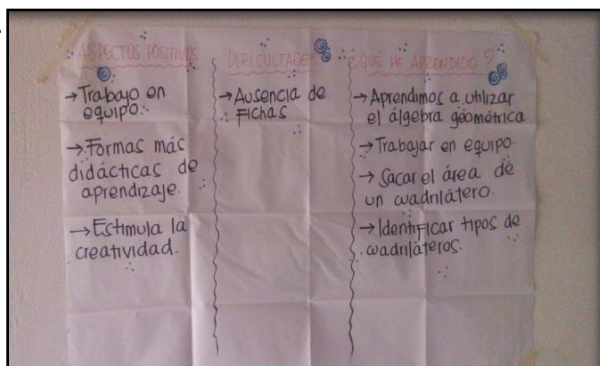 ASPECTOS POSITIVOS
→Trabajo en
equipo.
→Formas más
didácticas de
aprendizaje.
→Estimula la
creatividad.
DIFICULTADES
→Ausencia de
Fichas
¿QUÉ HE APRENDIDO?
→Aprendimos a utilizar
el álgebra geométrica
→Trabajar en equipo.
→Sacar el área de
un cuadrilátero.
→Identificar tipos de
cuadriláteros.